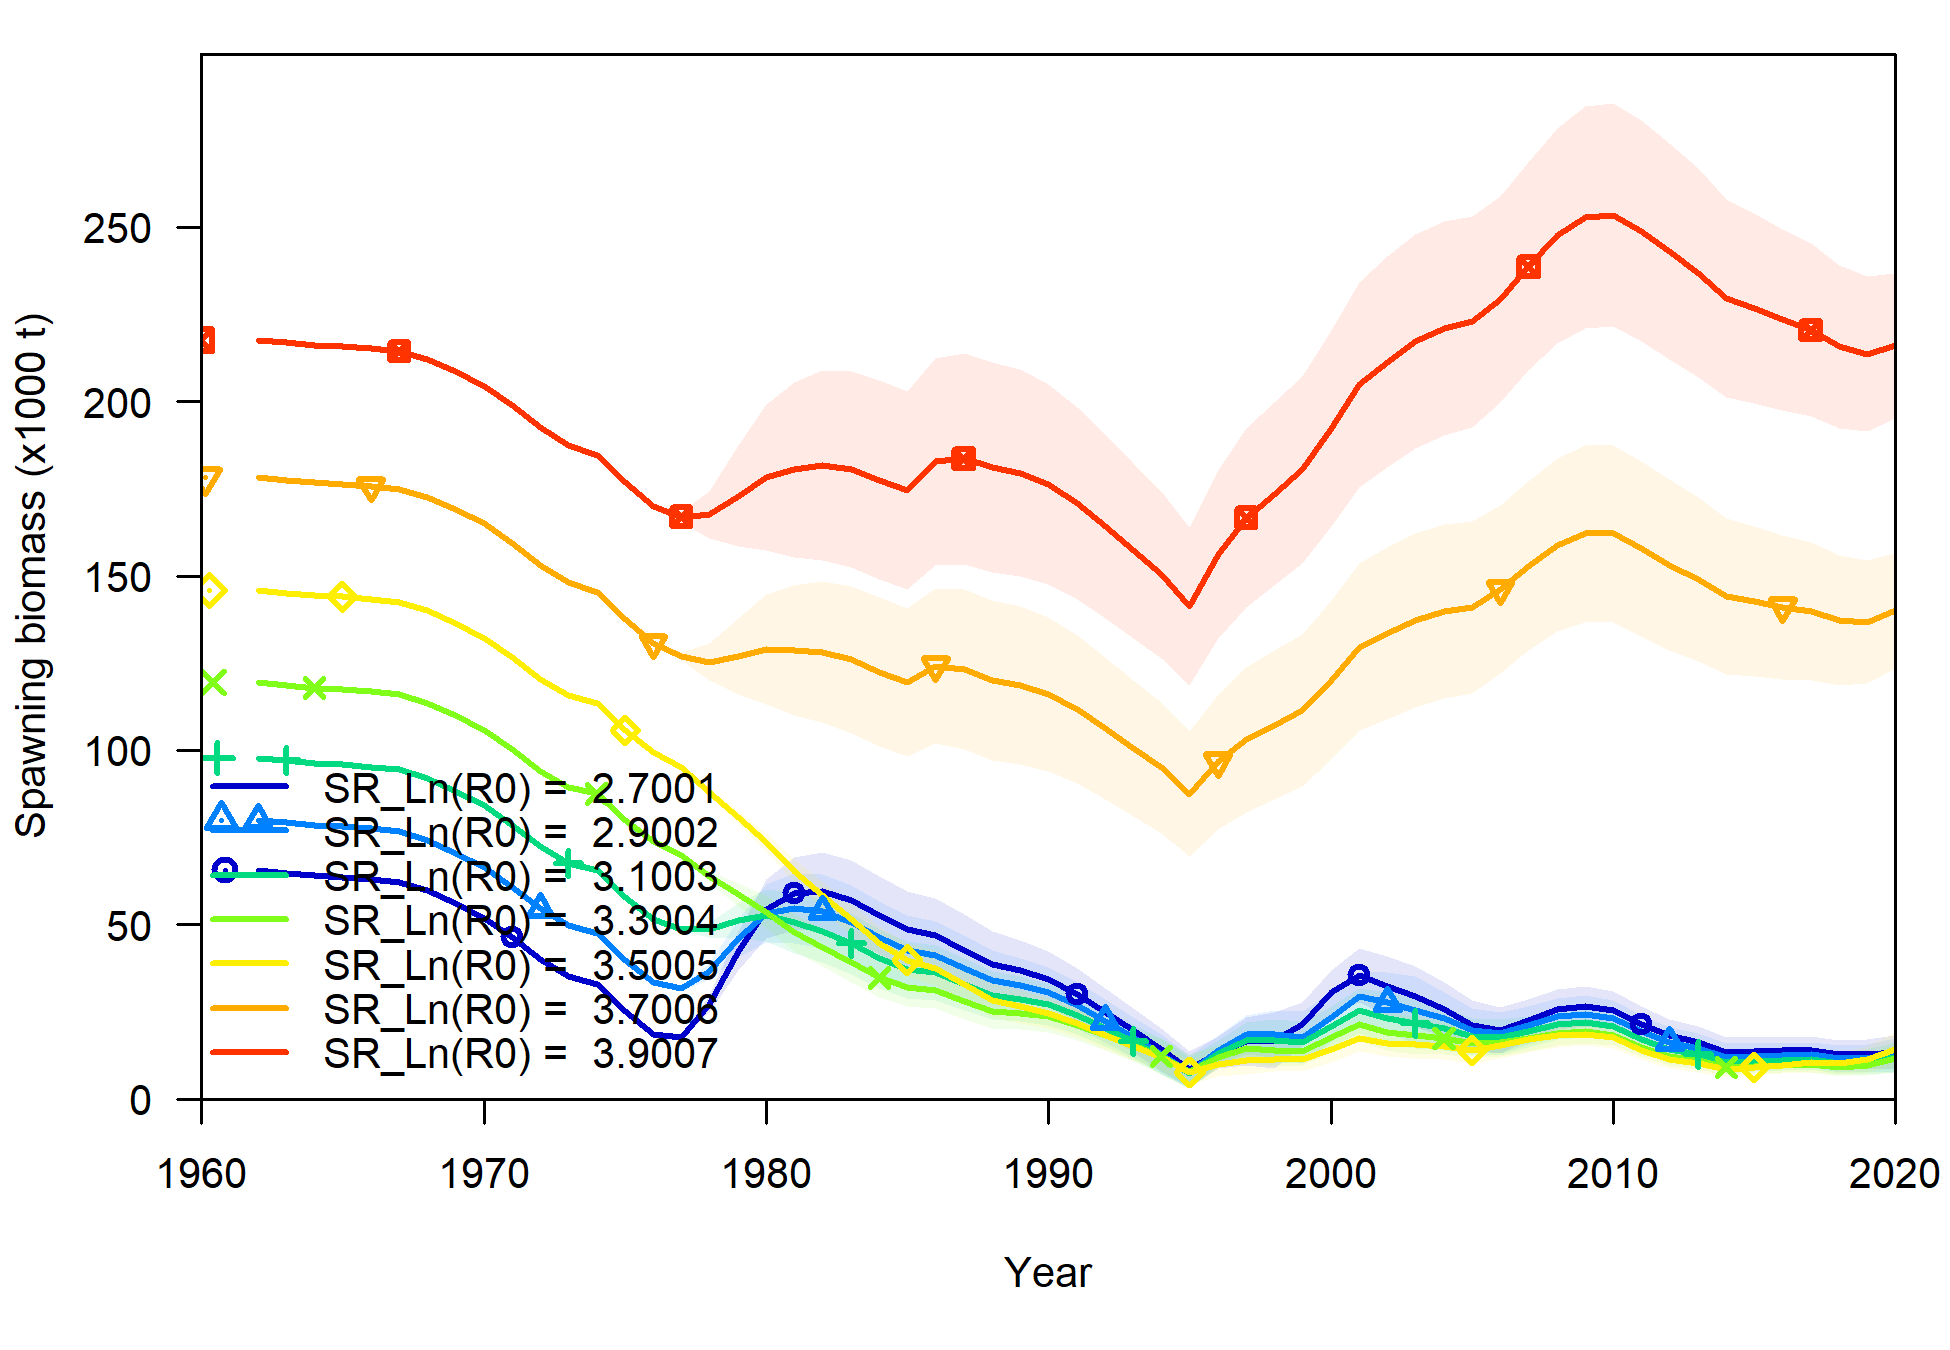 Spawning biomass (x1000 t)
250
200
150
100
50
0
SR_Ln(R0) = 2.7001
SR_Ln(R0) = 2.9002
SR_Ln(R0) = 3.1003
SR_Ln(R0) = 3.3004
SR_Ln(R0) = 3.5005
SR_Ln(R0) = 3.7006
SR_Ln(R0) = 3.9007
1960 1970 1980 1990 2000 2010 2020
Year